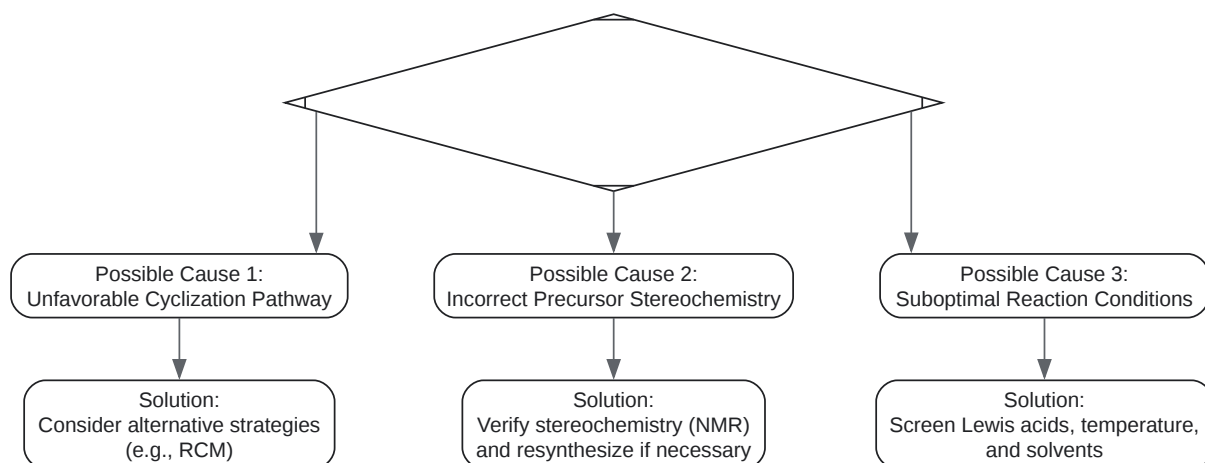 Possible Cause 1:
Unfavorable Cyclization Pathway
Possible Cause 2:
Incorrect Precursor Stereochemistry
Possible Cause 3:
Suboptimal Reaction Conditions
Solution:
Consider alternative strategies
(e.g., RCM)
Solution:
Verify stereochemistry (NMR)
and resynthesize if necessary
Solution:
Screen Lewis acids, temperature,
and solvents